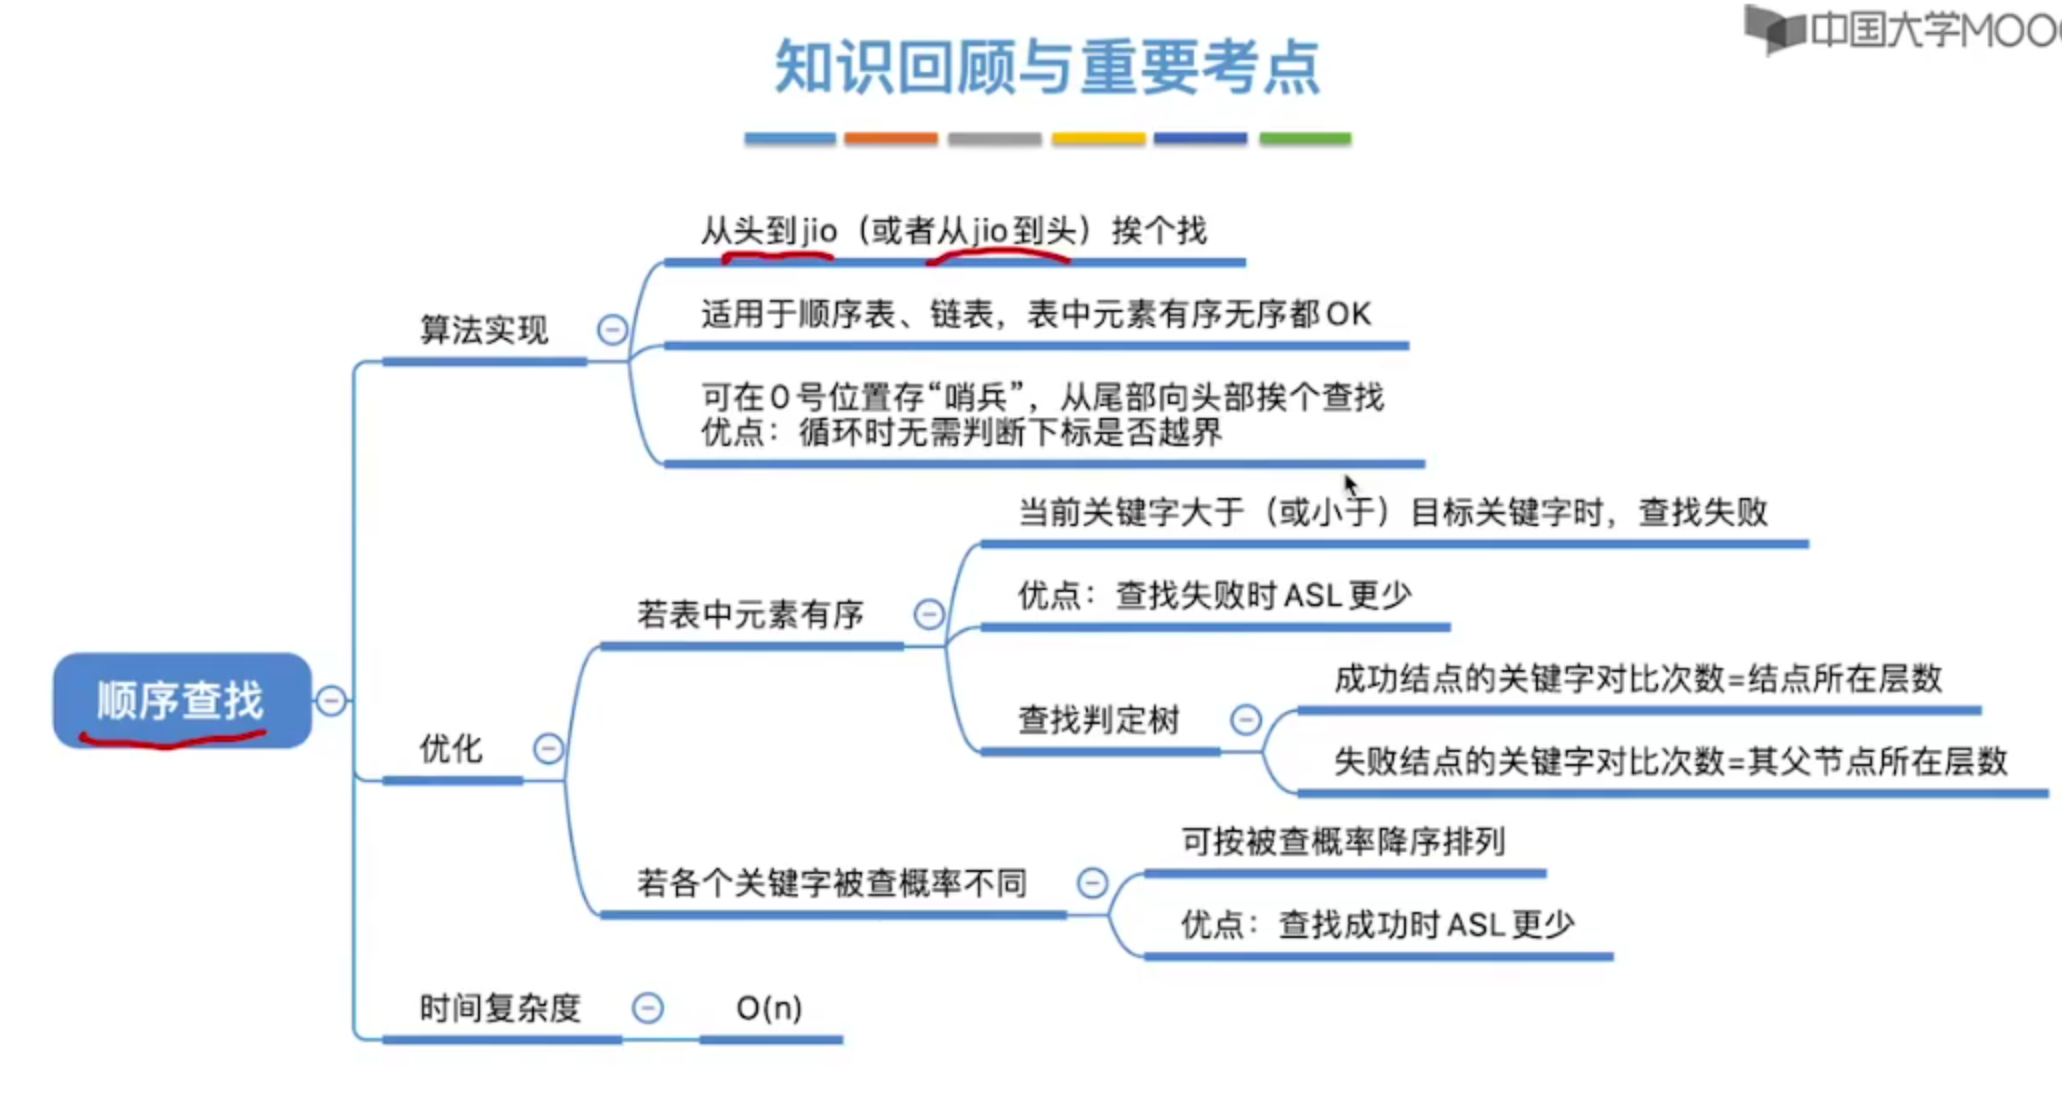 中国大学MOO
知识回顾与重要考点
从头到jio（或者从jio到头）挨个找
适用于顺序表、链表，表中元素有序无序都OK
算法实现
可在0号位置存“哨兵”，从尾部向头部挨个查找
优点：循环时无需判断下标是否越界
当前关键字大于（或小于）目标关键字时，查找失败
优点：查找失败时ASL更少
若表中元素有序
成功结点的关键字对比次数=结点所在层数
查找判定树
失败结点的关键字对比次数=其父节点所在层数
顺序查找
优化
可按被查概率降序排列
若各个关键字被查概率不同
优点：查找成功时ASL更少
时间复杂度
O(n)